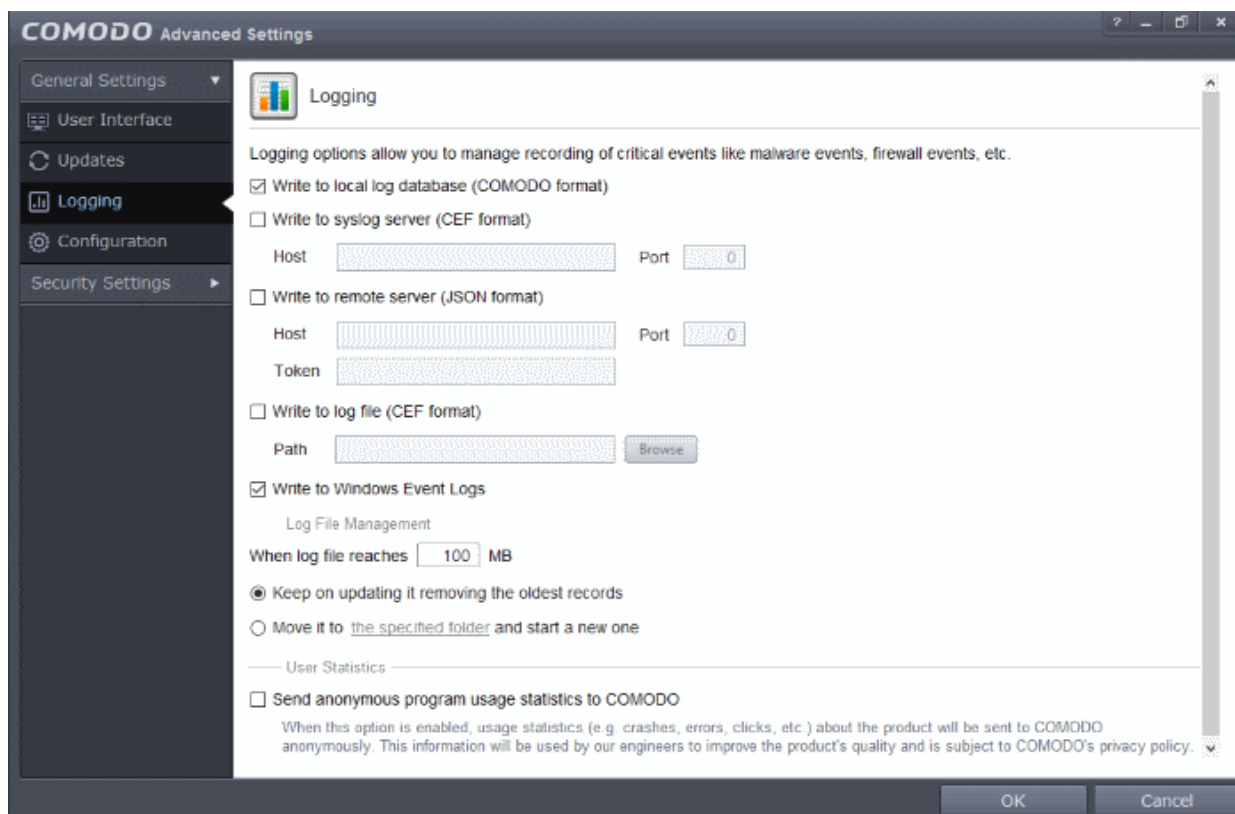 COMODO Advanced Settings
?
General Settings
User Interface
Updates
Logging
Configuration
Security Settings
Logging
Logging options allow you to manage recording of critical events like malware events, firewall events, etc.
Write to local log database (COMODO format)
Write to syslog server (CEF format)
Host Port 0
Write to remote server (JSON format)
Host Port 0
Token
Write to log file (CEF format)
Path Browse
Write to Windows Event Logs
Log File Management
When log file reaches 100 MB
Keep on updating it removing the oldest records
Move it to the specified folder and start a new one
User Statistics
Send anonymous program usage statistics to COMODO
When this option is enabled, usage statistics (e.g. crashes, errors, clicks, etc.) about the product will be sent to COMODO
anonymously. This information will be used by our engineers to improve the product's quality and is subject to COMODO's privacy policy.
OK Cancel